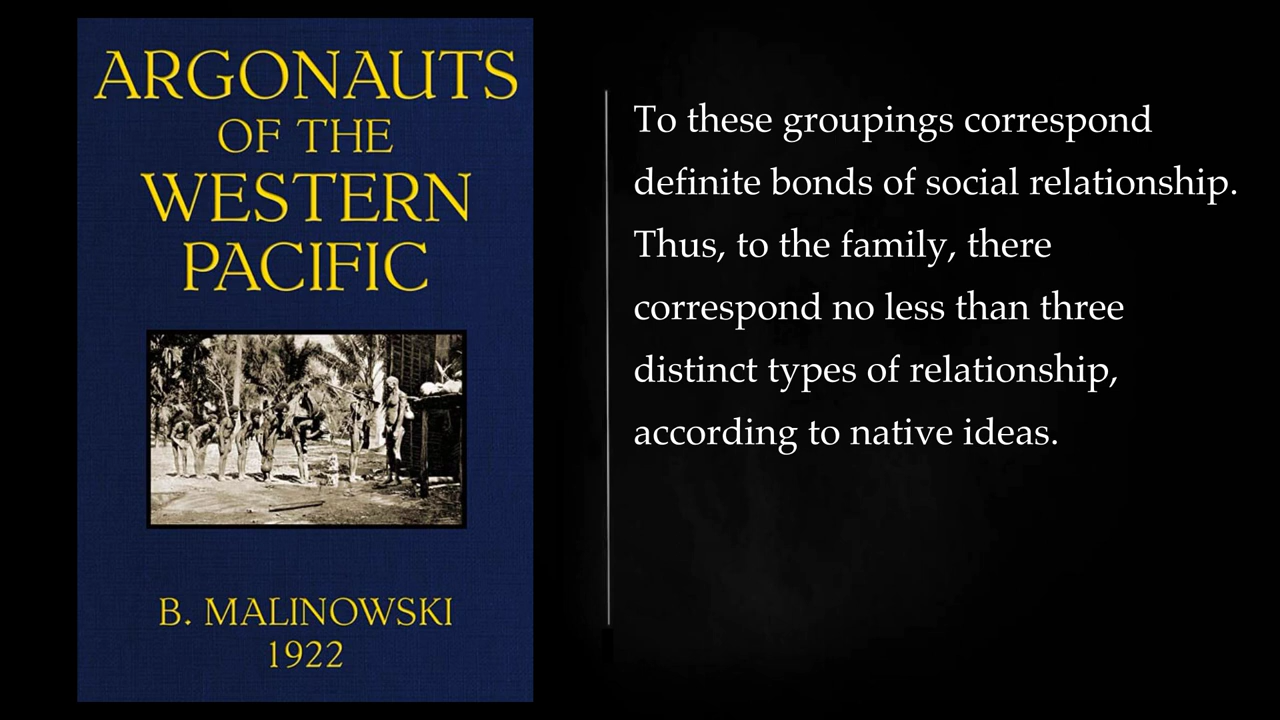 ARGONAUTS
OF THE
WESTERN
PACIFIC
B. MALINOWSKI
1922
To these groupings correspond
definite bonds of social relationship.
Thus, to the family, there
correspond no less than three
distinct types of relationship,
according to native ideas.